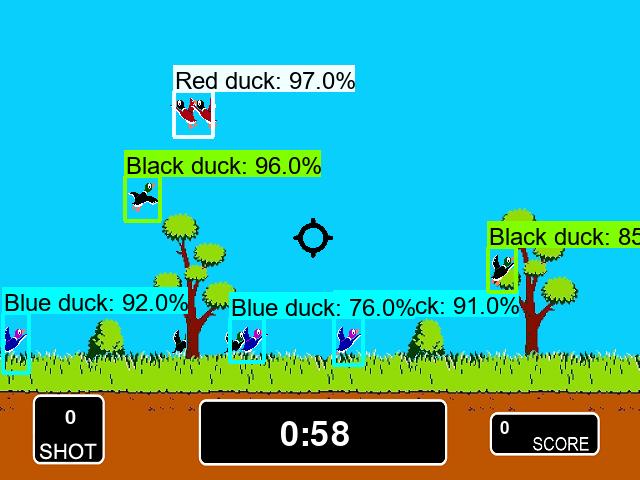 Red duck: 97.0%
Black duck: 96.0%
Black duck: 85
Blue duck: 92.0%
Blue duck: 76.0%
ck: 91.0%
0
SHOT
0:58
0
SCORE